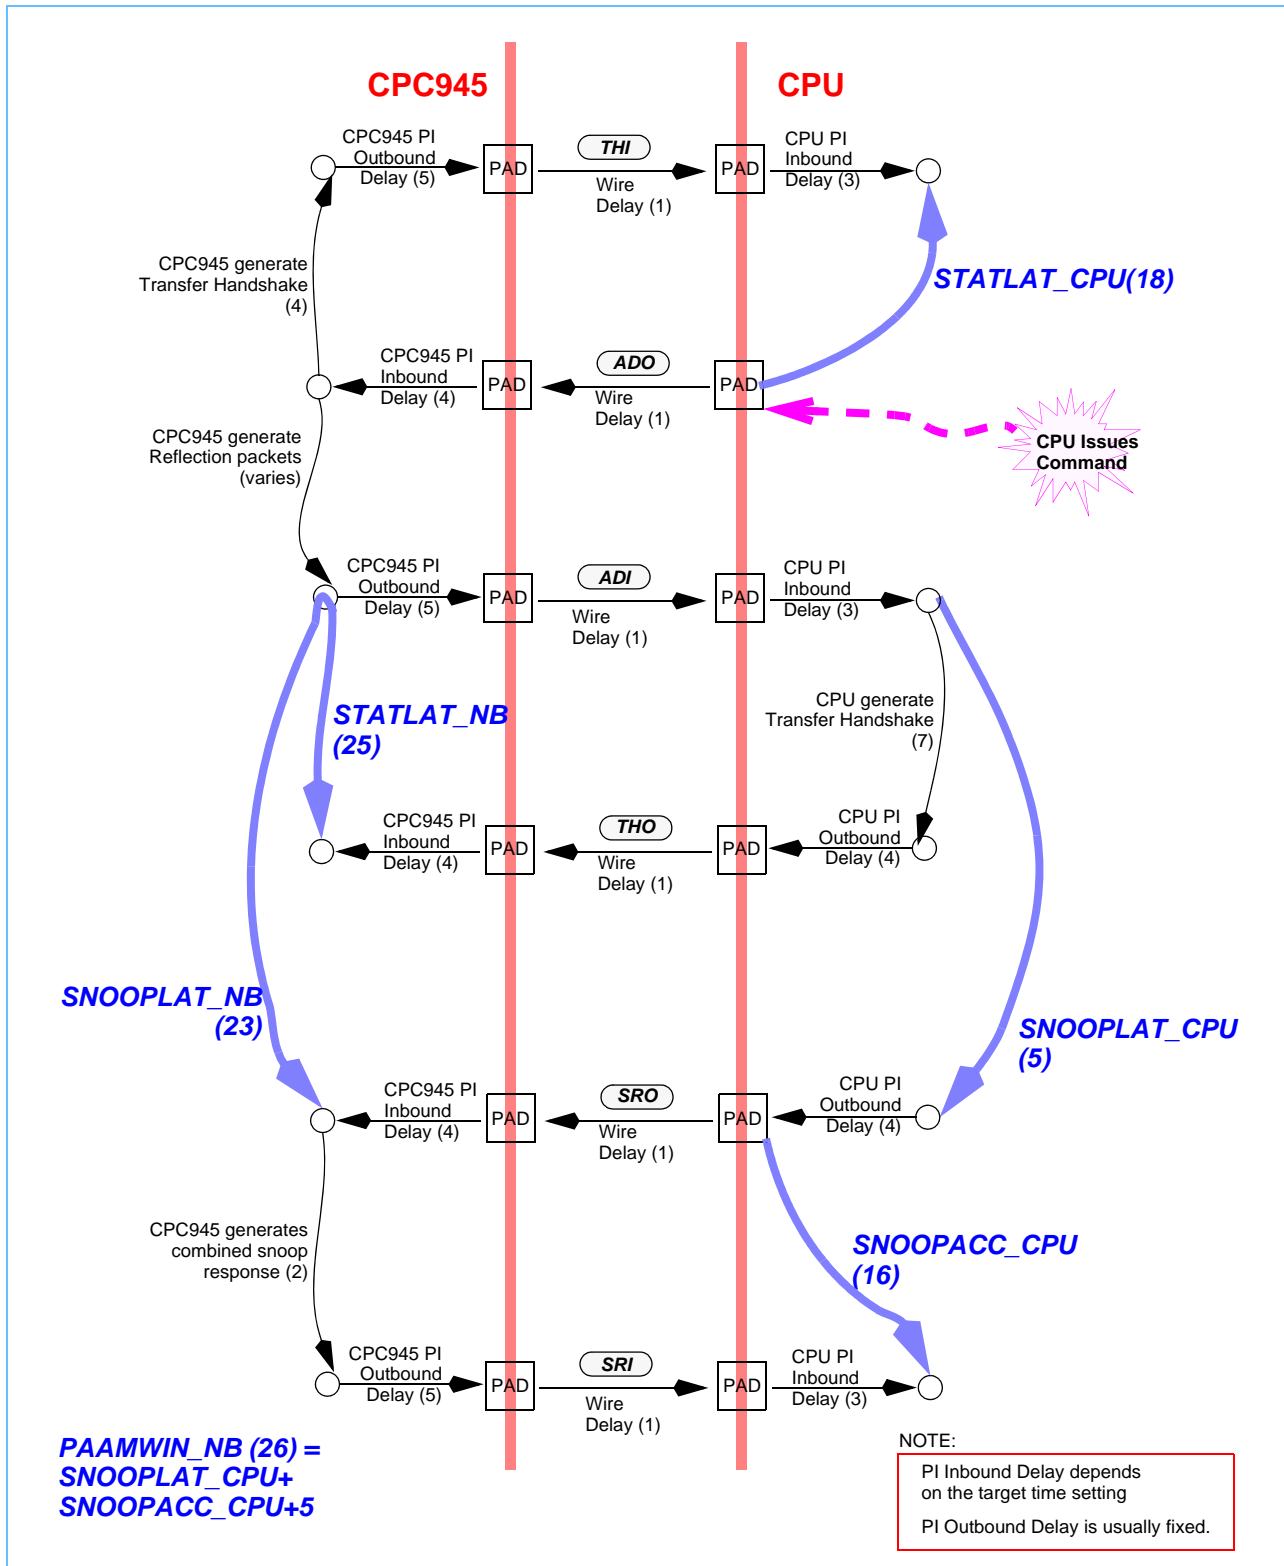 CPC945
CPU
CPC945 PI
Outbound
Delay (5)
PAD
THI
Wire
Delay (1)
PAD
CPU PI
Inbound
Delay (3)
CPC945 generate
Transfer Handshake
(4)
STATLAT_CPU(18)
CPC945 PI
Inbound
Delay (4)
PAD
ADO
Wire
Delay (1)
PAD
CPU Issues
Command
CPC945 generate
Reflection packets
(varies)
CPC945 PI
Outbound
Delay (5)
PAD
ADI
Wire
Delay (1)
PAD
CPU PI
Inbound
Delay (3)
STATLAT_NB
(25)
CPU generate
Transfer Handshake
(7)
CPC945 PI
Inbound
Delay (4)
PAD
THO
Wire
Delay (1)
PAD
CPU PI
Outbound
Delay (4)
SNOOPLAT_NB
(23)
SNOOPLAT_CPU
(5)
CPC945 PI
Inbound
Delay (4)
PAD
SRO
Wire
Delay (1)
PAD
CPU PI
Outbound
Delay (4)
CPC945 generates
combined snoop
response (2)
SNOOPACC_CPU
(16)
CPC945 PI
Outbound
Delay (5)
PAD
SRI
Wire
Delay (1)
PAD
CPU PI
Inbound
Delay (3)
PAAMWIN_NB (26) =
SNOOPLAT_CPU+
SNOOPACC_CPU+5
NOTE:
PI Inbound Delay depends
on the target time setting
PI Outbound Delay is usually fixed.